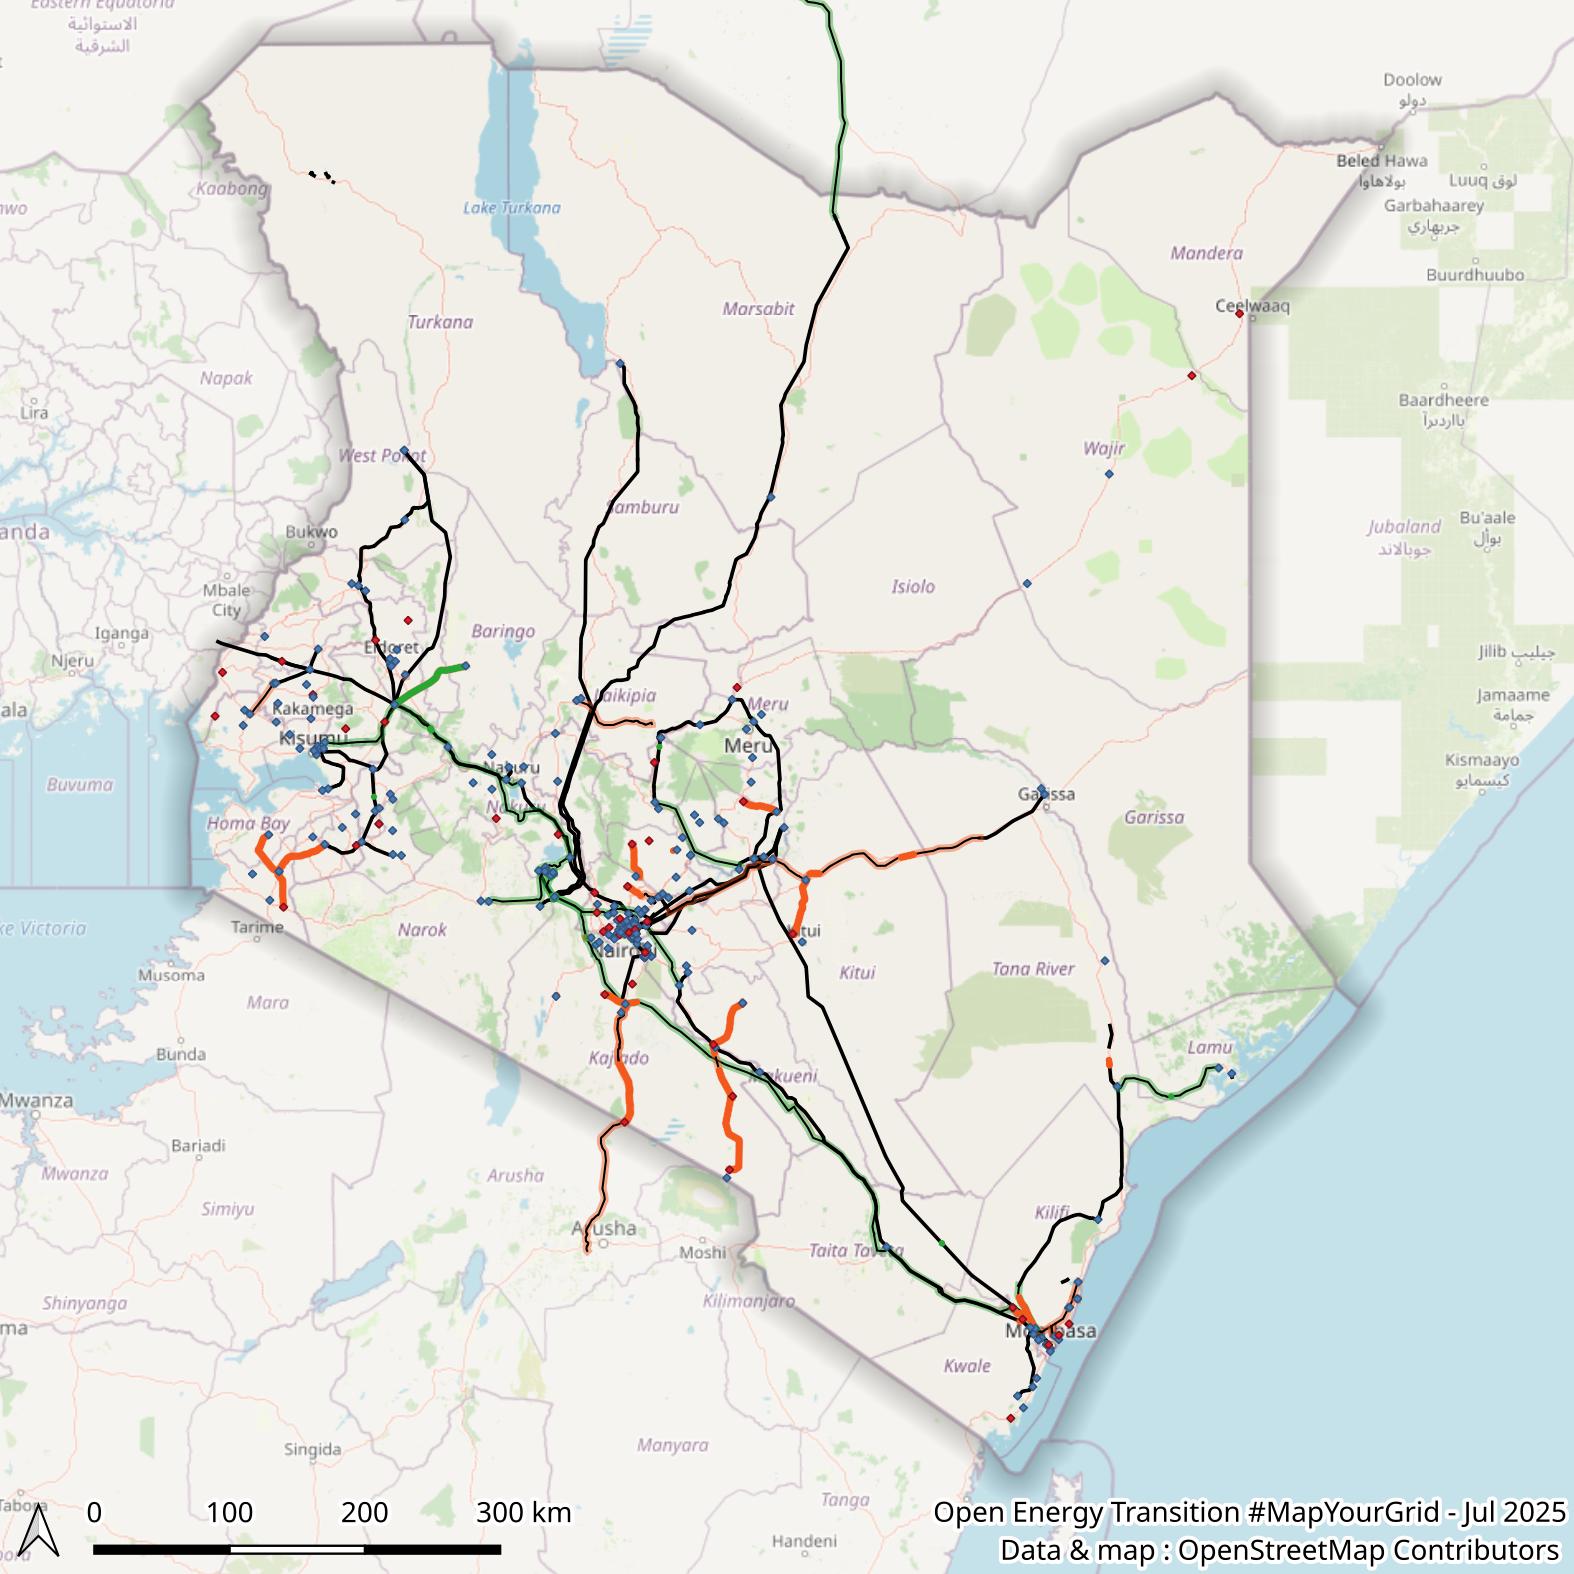 Eastern Equatoria
الاستوائية
الشرقية
Doolow
دولو
Beled Hawa
بولاهاوا
Luuq لوق
Kaabong
Garbahaarey
جربهاري
Lake Turkana
Mandera
Buurdhuubo
Ceelwaaq
Marsabit
Turkana
Napak
Lira
Baardheere
بااردىرآ
Wajir
West Pokot
Samburu
Bu'aale
بوأل
Jubaland
جوبالاند
Bukwo
Mbale
City
Isiolo
Iganga
Baringo
Eldoret
Njeru
Jilib جيليب
Laikipia
Meru
Jamaame
جمامة
Kakamega
Kisumu
Meru
Nakuru
Kismaayo
كيسمايو
Buvuma
Garissa
Nakuru
Garissa
Homa Bay
Tarime
Narok
Kitui
Nairobi
Musoma
Kitui
Tana River
Mara
Lamu
Bunda
Kajiado
Makueni
Mwanza
Bariadi
Mwanza
Arusha
Simiyu
Kilifi
Arusha
Moshi
Taita Taveta
Shinyanga
Kilimanjaro
Mombasa
Kwale
Singida
Manyara
Tanga
Tabora
Handeni
0 100 200 300 km
Open Energy Transition #MapYourGrid - Jul 2025
Data & map : OpenStreetMap Contributors